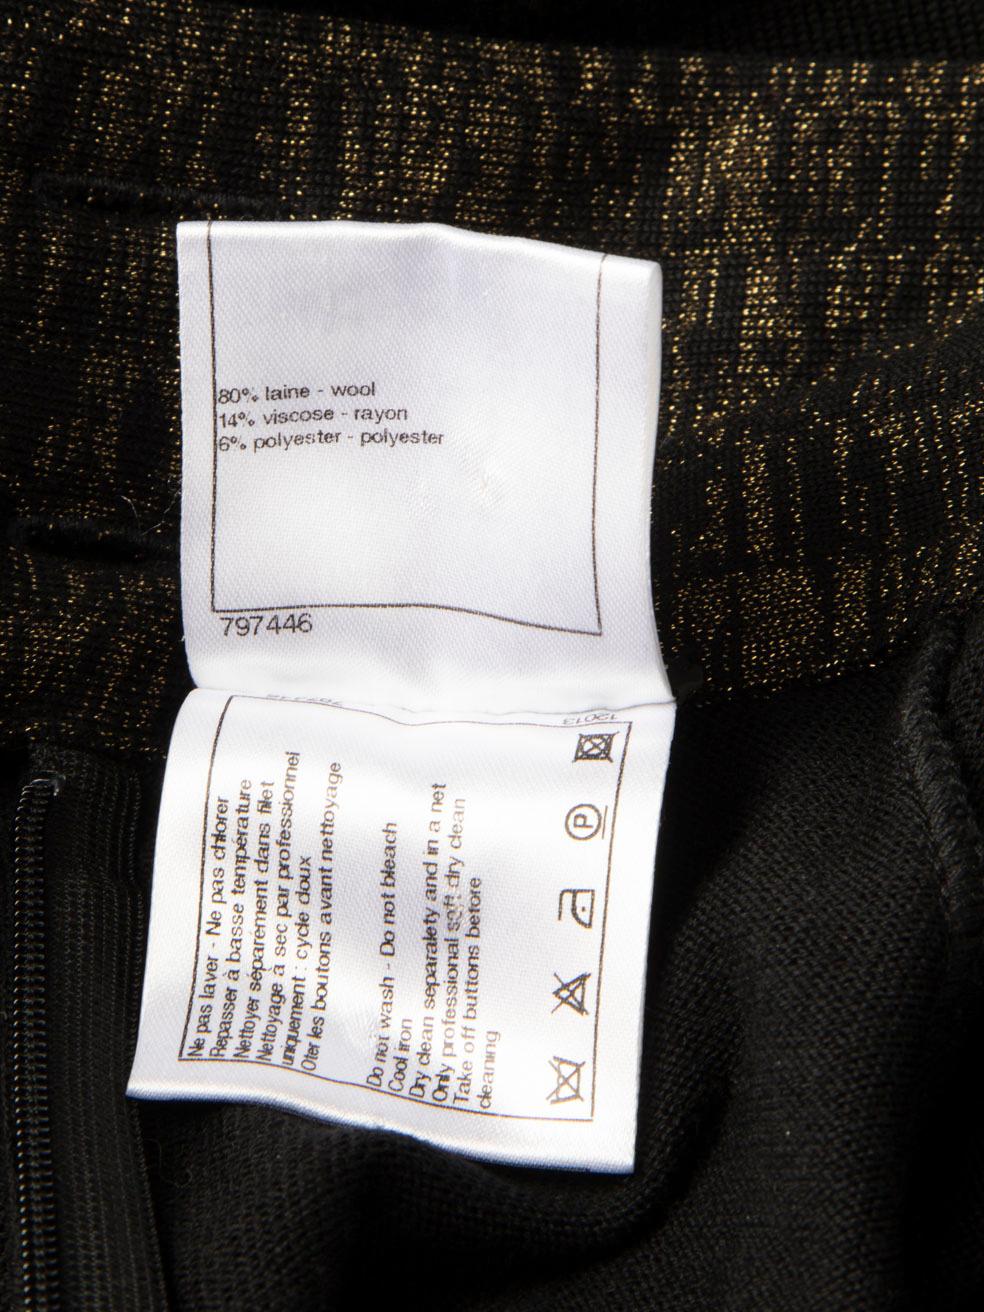 80% laine - wool
14% viscose - rayon
6% polyester - polyester
797446
12013
Ne pas laver - Ne pas chlorer
Repasser à basse température
Nettoyer séparément dans filet
Nettoyage à sec par professionnel
uniquement : cycle doux
Oter les boutons avant nettoyage
Do not wash - Do not bleach
Cool iron
Dry clean separalety and in a net
Only professional soft dry clean
Take off buttons before
cleaning
P